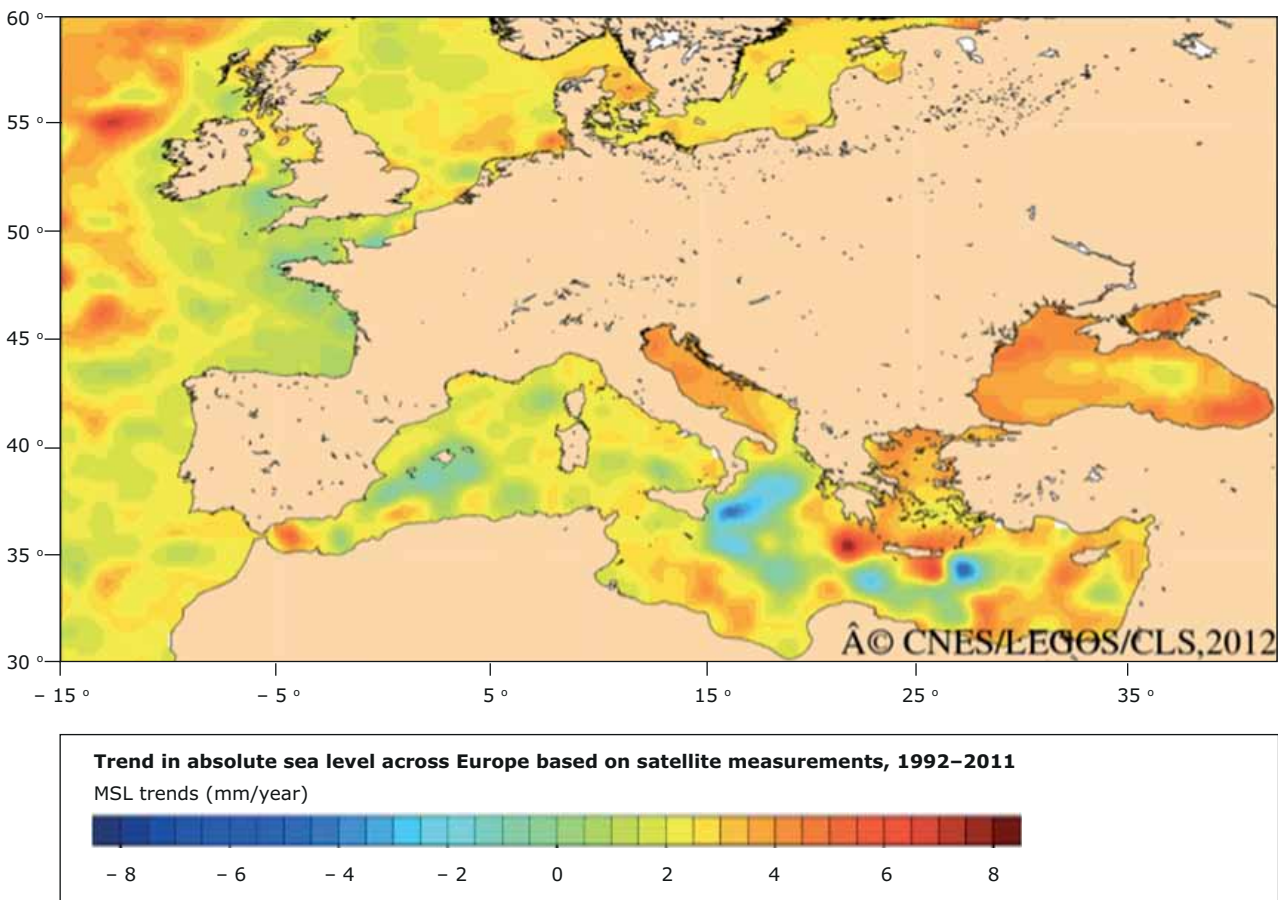 60 º
55 º
50 º
45 º
40 º
35 º
30 º
Â© CNES/LEGOS/CLS,2012
– 15 º
– 5 º
5 º
15 º
25 º
35 º
Trend in absolute sea level across Europe based on satellite measurements, 1992–2011
MSL trends (mm/year)
– 8 – 6 – 4 – 2 0 2 4 6 8